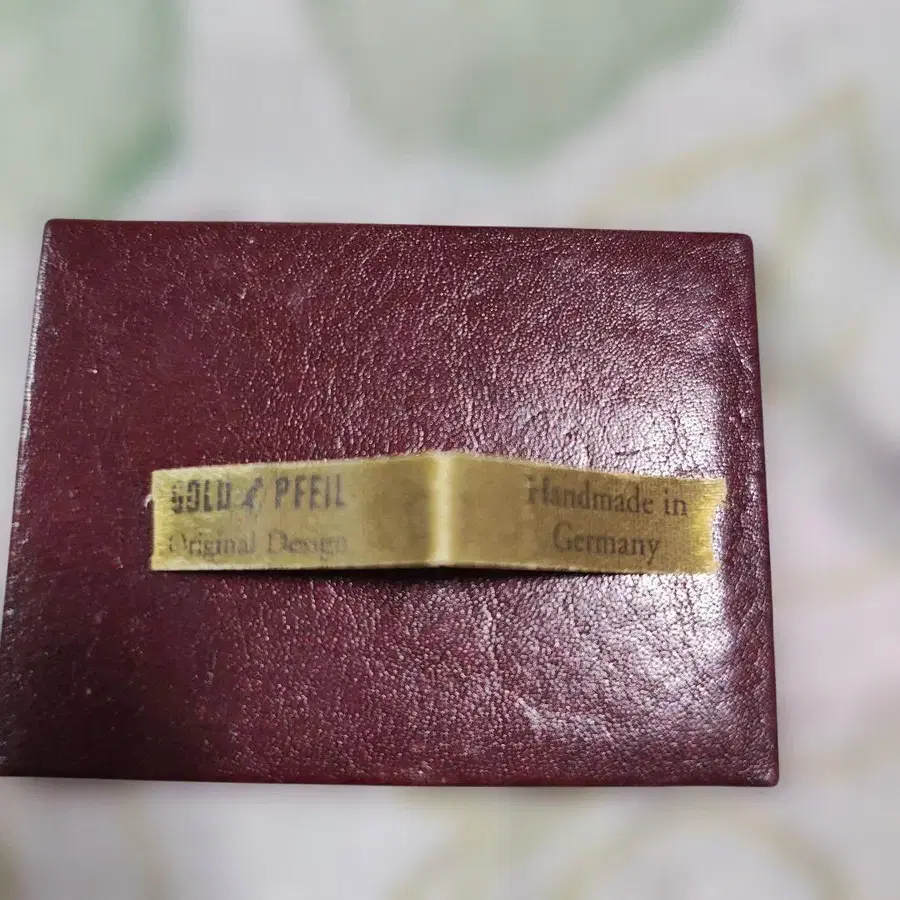 GOLD PFEIL
Original Design
Handmade in
Germany